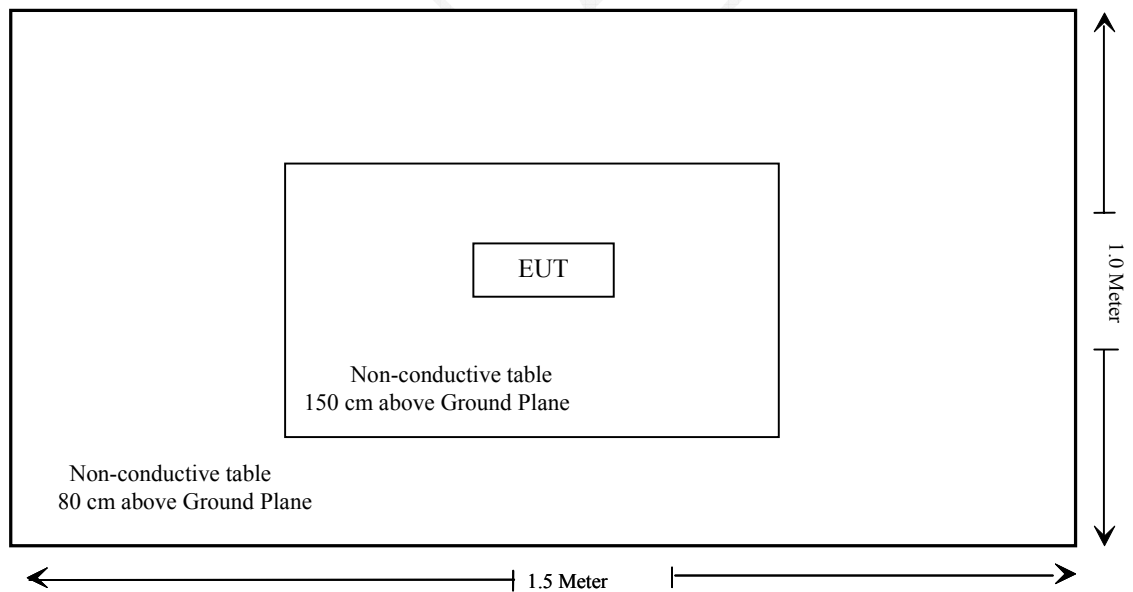 EUT
Non-conductive table
150 cm above Ground Plane
Non-conductive table
80 cm above Ground Plane
1.0 Meter
1.5 Meter